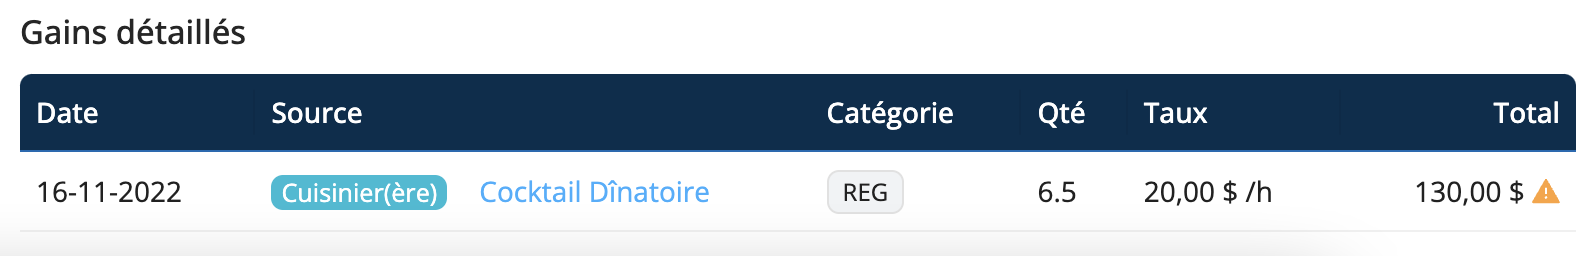 Gains détaillés
Date Source Catégorie Qté Taux Total
16-11-2022 Cuisinier(ère) Cocktail Dînatoire REG 6.5 20,00 $ /h 130,00 $